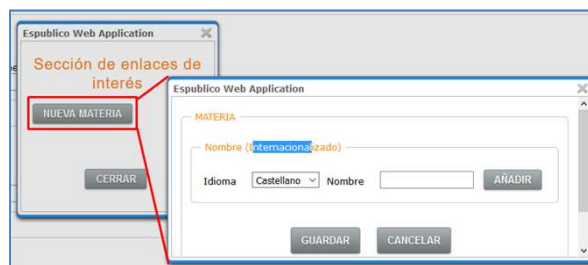 Espublico Web Application
Sección de enlaces de
interés
NUEVA MATERIA
CERRAR
Espublico Web Application
MATERIA
Nombre (Internacionalizado)
Idioma Castellano Nombre AÑADIR
GUARDAR CANCELAR